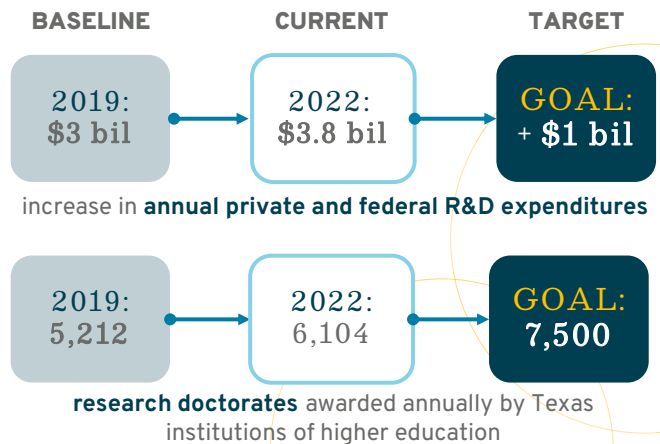 BASELINE CURRENT TARGET
2019: 2022: GOAL:
$3 bil $3.8 bil + $1 bil
increase in annual private and federal R&D expenditures
2019: 2022: GOAL:
5,212 6,104 7,500
research doctorates awarded annually by Texas
institutions of higher education